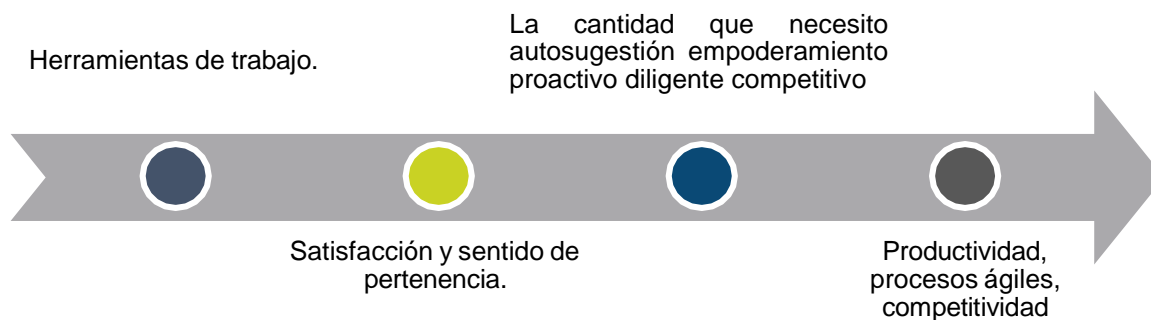 Herramientas de trabajo.
La cantidad que necesito
autosugestión empoderamiento
proactivo diligente competitivo
Satisfacción y sentido de
pertenencia.
Productividad,
procesos ágiles,
competitividad